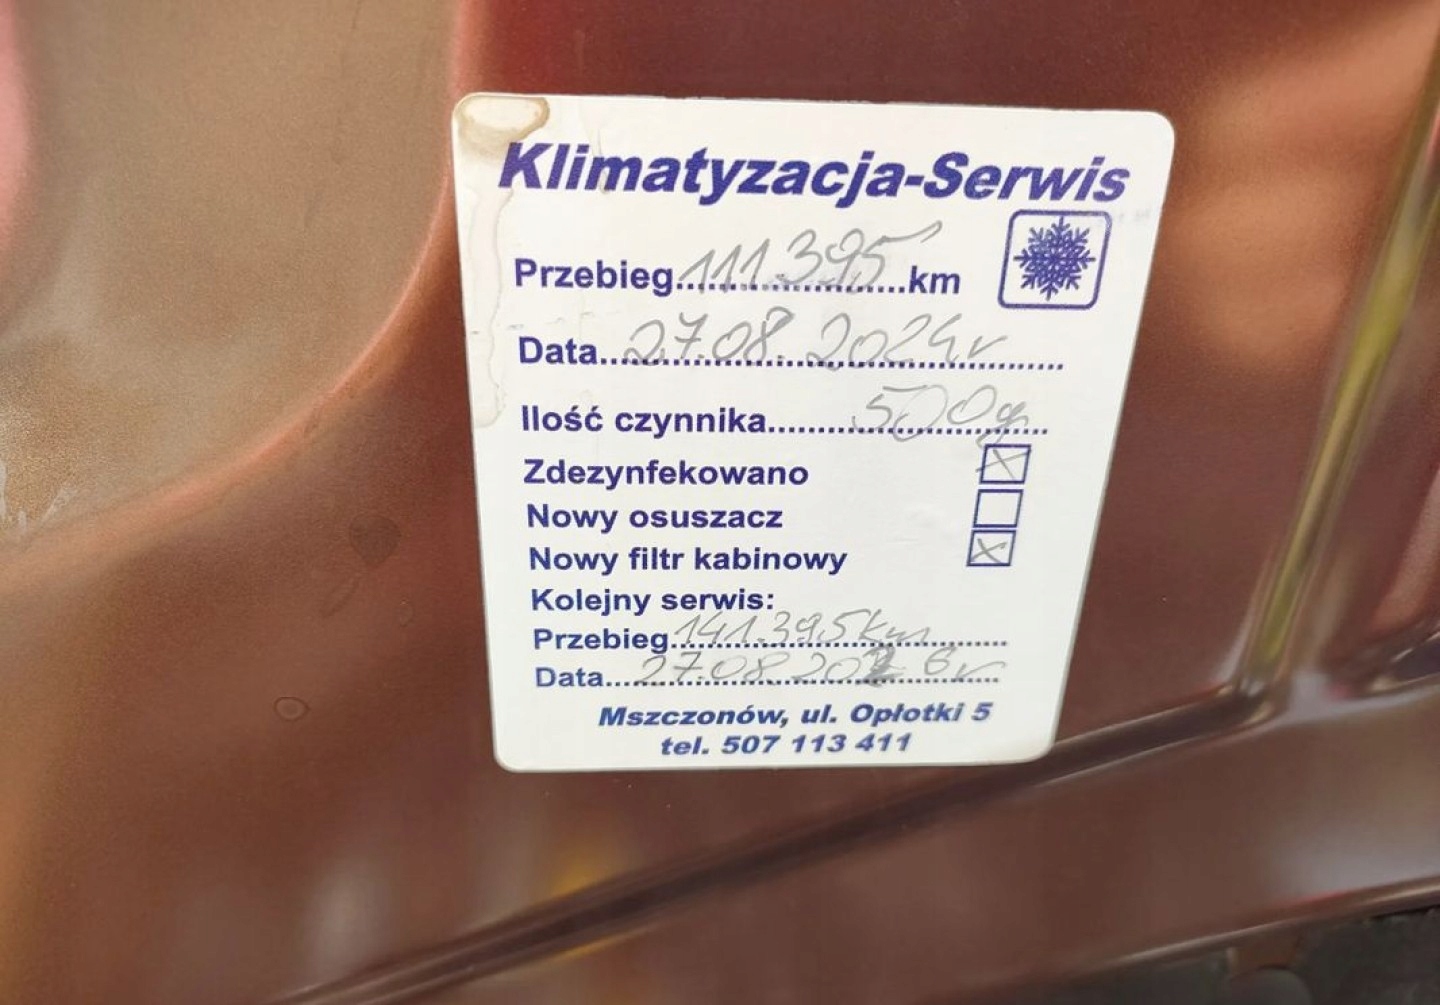 Klimatyzacja-Serwis
Przebieg 111.395 km
Data 27.08.2024r
Ilość czynnika 500g
Zdezynfekowano
Nowy osuszacz
Nowy filtr kabinowy
Kolejny serwis:
Przebieg 141.395km
Data 27.08.2026r
Mszczonów, ul. Opłotki 5
tel. 507 113 411